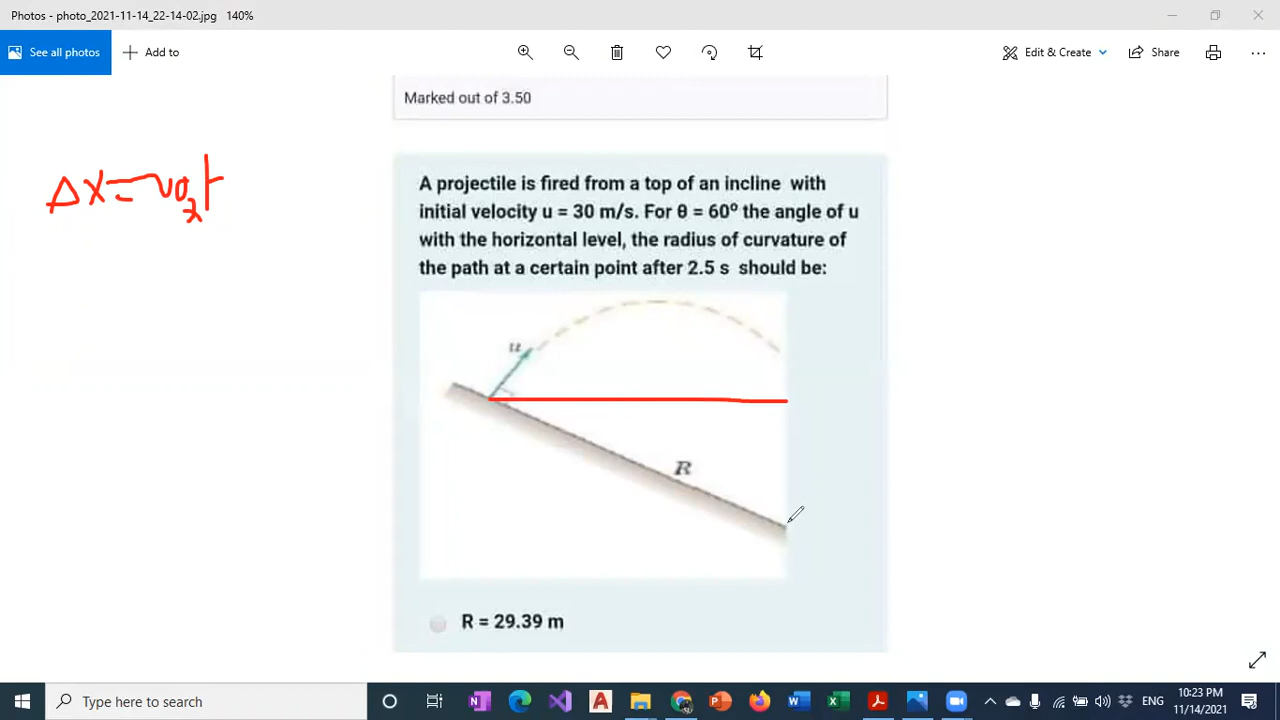 Photos - photo_2021-11-14_22-14-02.jpg 140%
See all photos
Add to
Edit & Create
Share
Marked out of 3.50
Δx = v0xt
A projectile is fired from a top of an incline with
initial velocity u = 30 m/s. For θ = 60º the angle of u
with the horizontal level, the radius of curvature of
the path at a certain point after 2.5 s should be:
u
R
R = 29.39 m
Type here to search
ENG
10:23 PM
11/14/2021